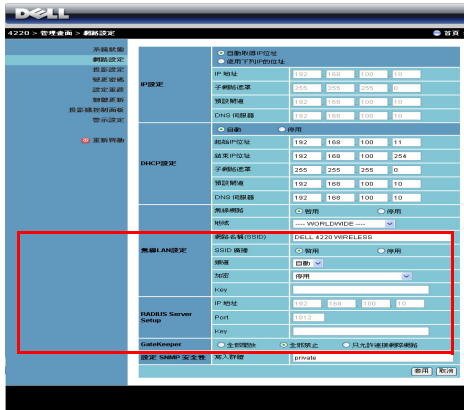 DELL
4220 > 管理畫面 > 網路設定
首頁
系統狀態
網路設定
投影設定
變更密碼
設定重設
韌體更新
投影機控制面板
警示設定
重新啟動
IP設定
自動取得IP位址
使用下列IP的位址
IP 地址 192 168 100 10
子網路遮罩 255 255 255 0
預設閘道 192 168 100 10
DNS 伺服器 192 168 100 10
DHCP設定
自動 停用
起始IP位址 192 168 100 11
結束IP位址 192 168 100 254
子網路遮罩 255 255 255 0
預設閘道 192 168 100 10
DNS 伺服器 192 168 100 10
無線LAN設定
無線網路 啟用 停用
地域 ---- WORLDWIDE ----
網路名稱(SSID) DELL 4220 WIRELESS
SSID 廣播 啟用 停用
頻道 自動
加密 停用
Key
RADIUS Server Setup
IP 地址 192 168 100 10
Port 1812
Key
GateKeeper 全部開放 全部禁止 只允許連接網際網路
設定 SNMP 安全性 寫入群體 private
套用 取消